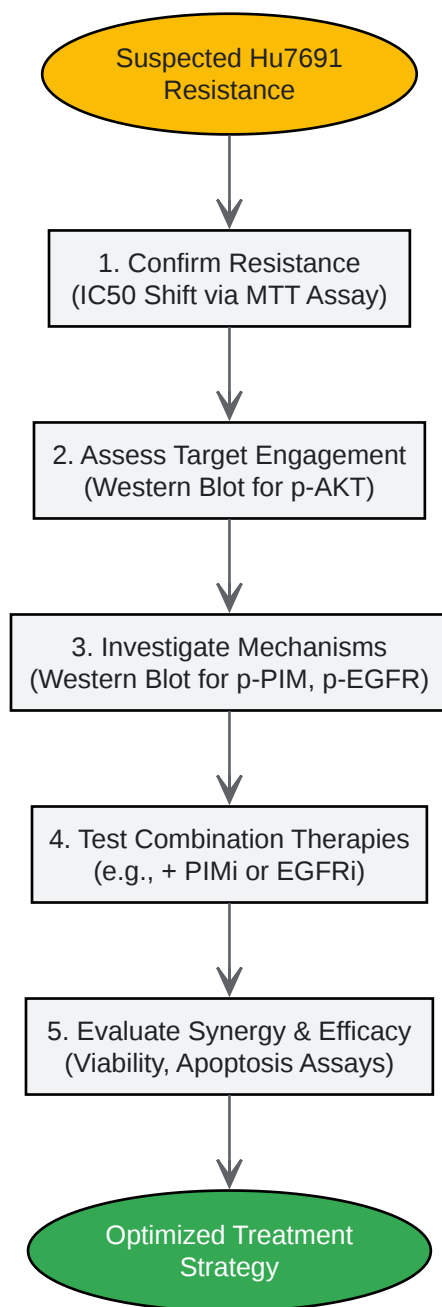 Suspected Hu7691
Resistance
1. Confirm Resistance
(IC50 Shift via MTT Assay)
2. Assess Target Engagement
(Western Blot for p-AKT)
3. Investigate Mechanisms
(Western Blot for p-PIM, p-EGFR)
4. Test Combination Therapies
(e.g., + PIMi or EGFRi)
5. Evaluate Synergy & Efficacy
(Viability, Apoptosis Assays)
Optimized Treatment
Strategy